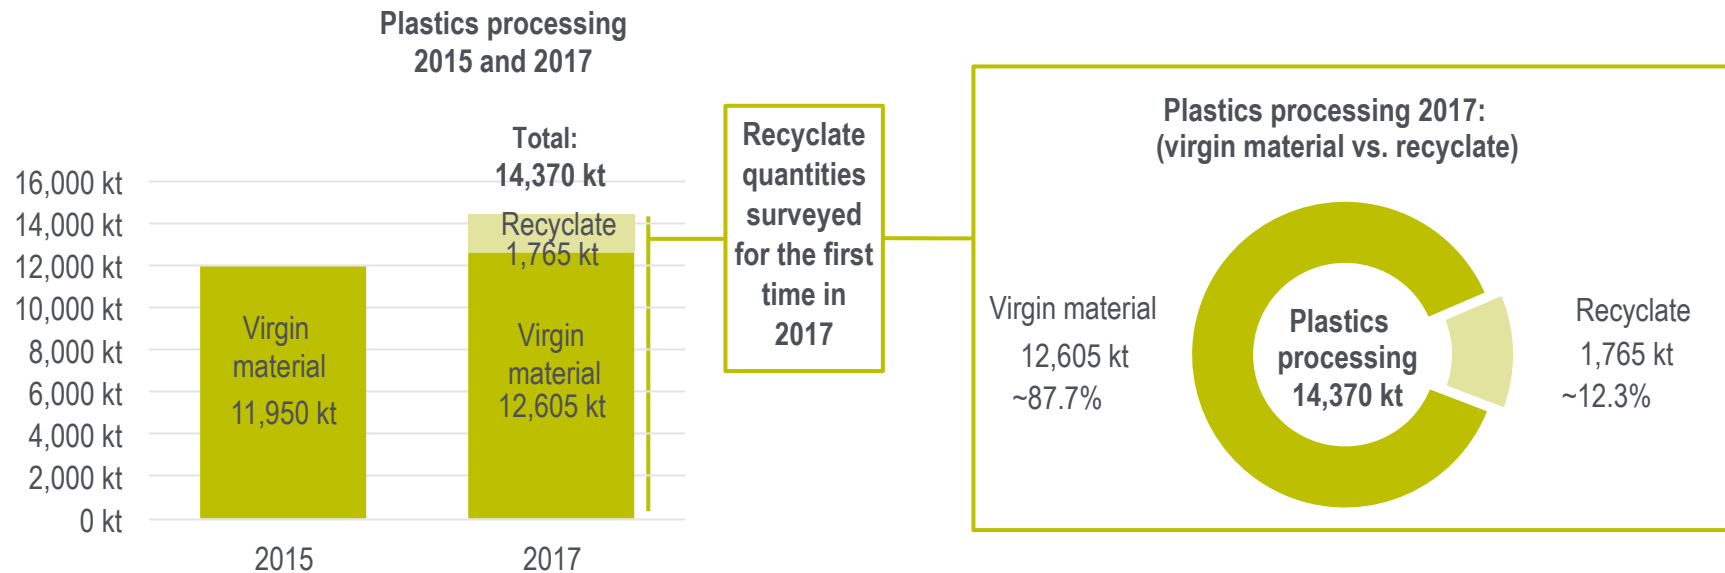 Plastics processing
2015 and 2017
Total:
14,370 kt
16,000 kt
14,000 kt
12,000 kt
10,000 kt
8,000 kt
6,000 kt
4,000 kt
2,000 kt
0 kt
Virgin
material
11,950 kt
Recyclate
1,765 kt
Virgin
material
12,605 kt
2015
2017
Recyclate
quantities
surveyed
for the first
time in
2017
Plastics processing 2017:
(virgin material vs. recyclate)
Virgin material
12,605 kt
~87.7%
Plastics
processing
14,370 kt
Recyclate
1,765 kt
~12.3%